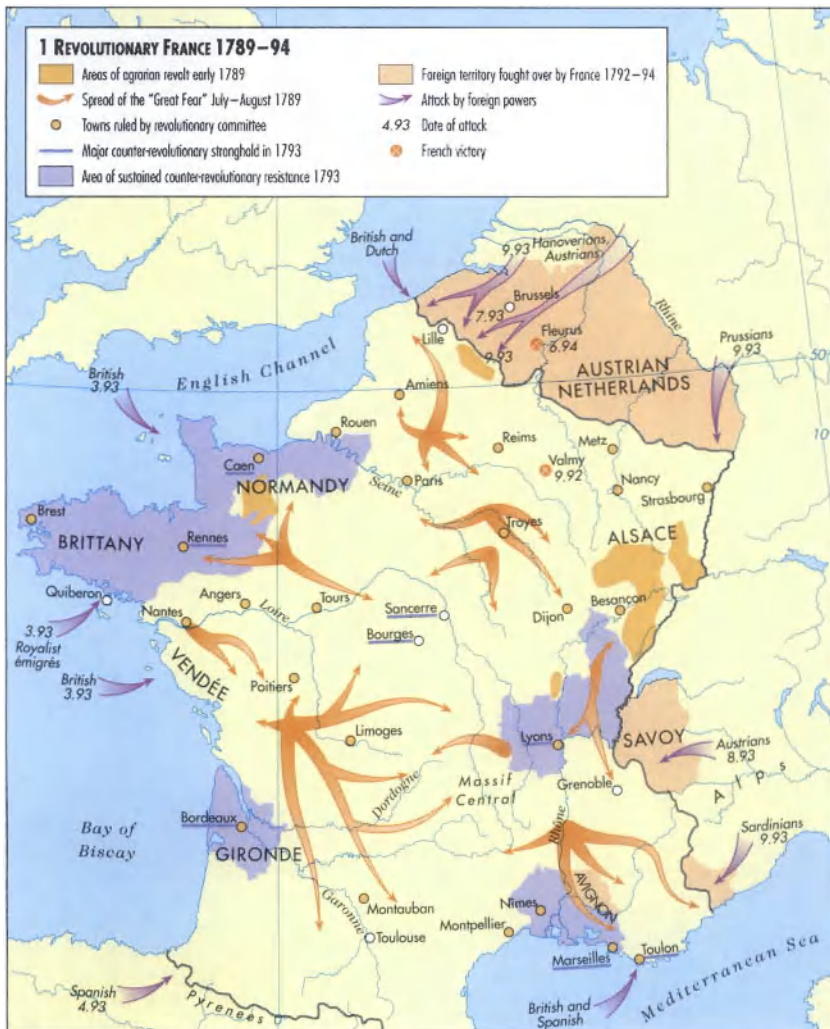 1 REVOLUTIONARY FRANCE 1789–94
Areas of agrarian revolt early 1789
Spread of the "Great Fear" July–August 1789
Towns ruled by revolutionary committee
Major counter-revolutionary stronghold in 1793
Area of sustained counter-revolutionary resistance 1793
Foreign territory fought over by France 1792–94
Attack by foreign powers
4.93 Date of attack
French victory
British and
Dutch
9.93 Hanoverians,
Austrians
Brussels
7.93
Rhine
Lille
Fleurus
6.94
9.93
Prussians
9.93
AUSTRIAN
NETHERLANDS
50
English Channel
British
3.93
Amiens
10
Rouen
Reims
Metz
Caen
Valmy
9.92
Paris
Seine
Nancy
Strasbourg
NORMANDY
Brest
Troyes
BRITTANY
Rennes
ALSACE
Quiberon
Angers
Loire
Tours
Sancerre
Dijon
Besançon
Nantes
3.93
Royalist
émigrés
Bourges
VENDÉE
British
3.93
Poitiers
Limoges
Lyons
SAVOY
Austrians
8.93
Alps
Massif
Central
Grenoble
Dordogne
Bay of
Biscay
Bordeaux
GIRONDE
Rhône
Sardinians
9.93
AVIGNON
Garonne
Montauban
Nîmes
Toulouse
Montpellier
Marseilles
Toulon
Mediterranean Sea
Spanish
4.93
Pyrenees
0
British and
Spanish